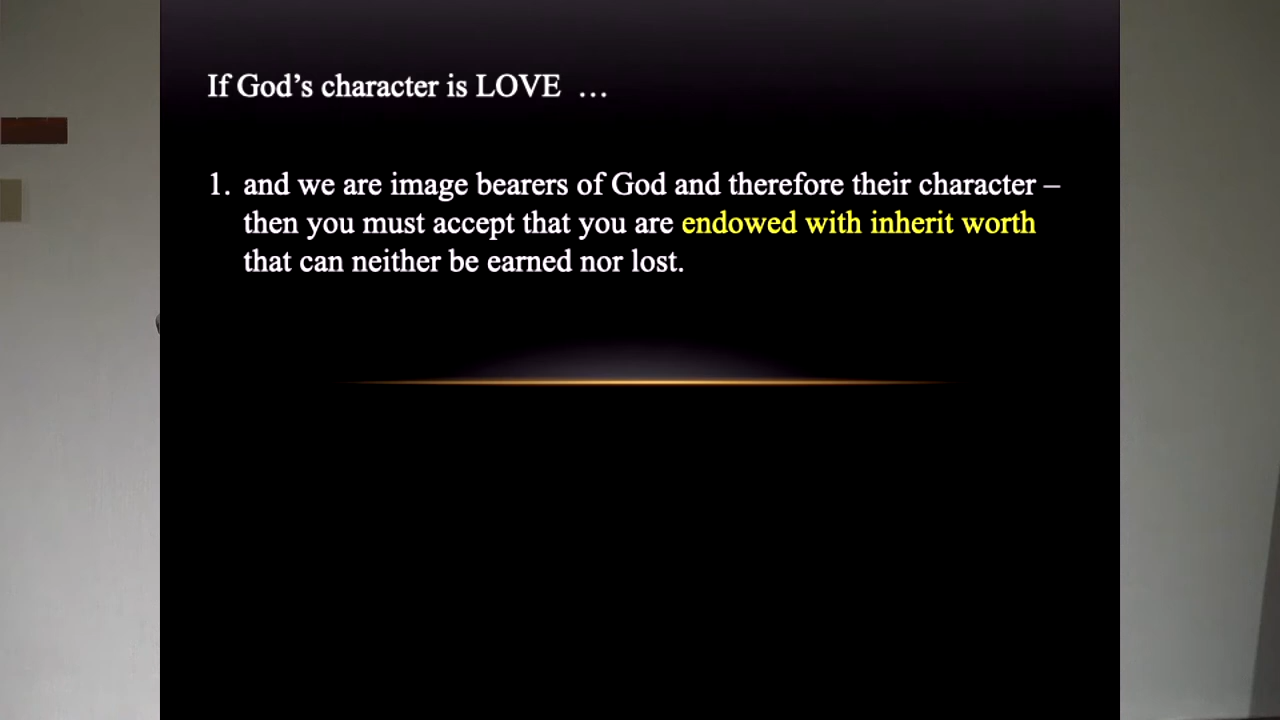 If God’s character is LOVE …
1. and we are image bearers of God and therefore their character –
then you must accept that you are endowed with inherit worth
that can neither be earned nor lost.